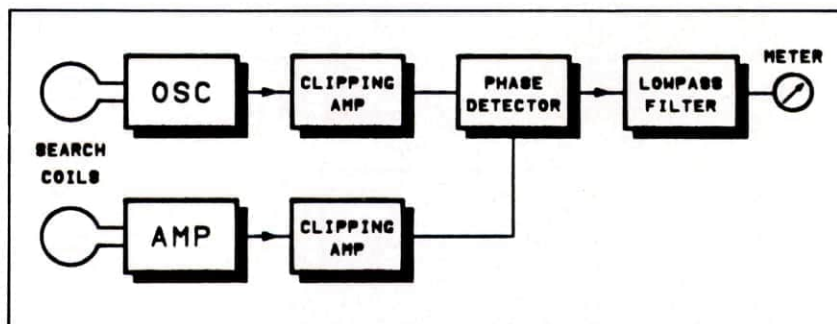 OSC
CLIPPING
AMP
PHASE
DETECTOR
LOWPASS
FILTER
METER
SEARCH
COILS
AMP
CLIPPING
AMP